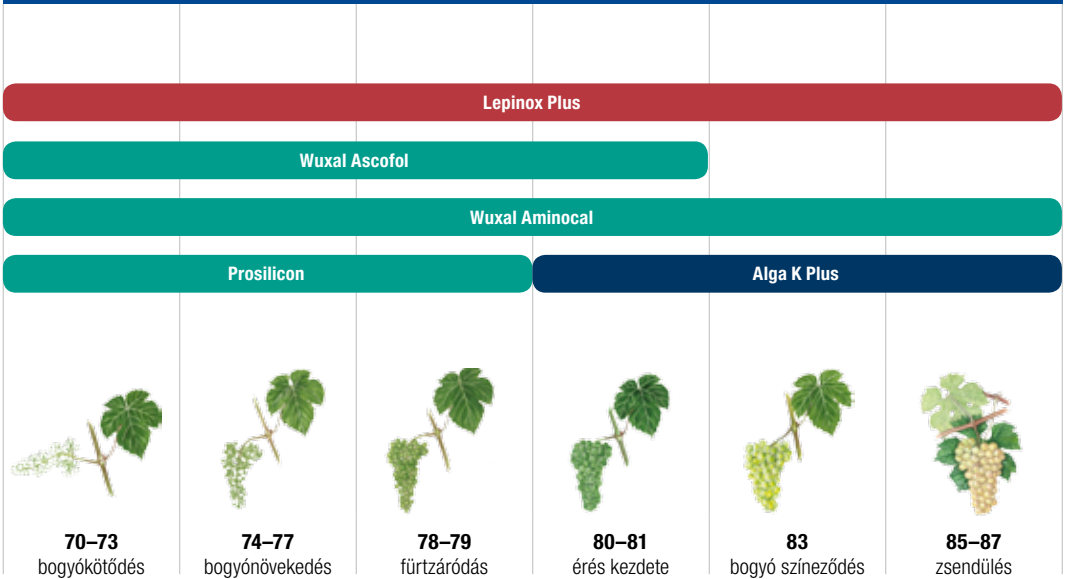 Lepinox Plus
Wuxal Ascofol
Wuxal Aminocal
Prosilicon
Alga K Plus
70–73
bogyókötődés
74–77
bogyónövekedés
78–79
fürtzáródás
80–81
érés kezdete
83
bogyó színeződés
85–87
zsendülés